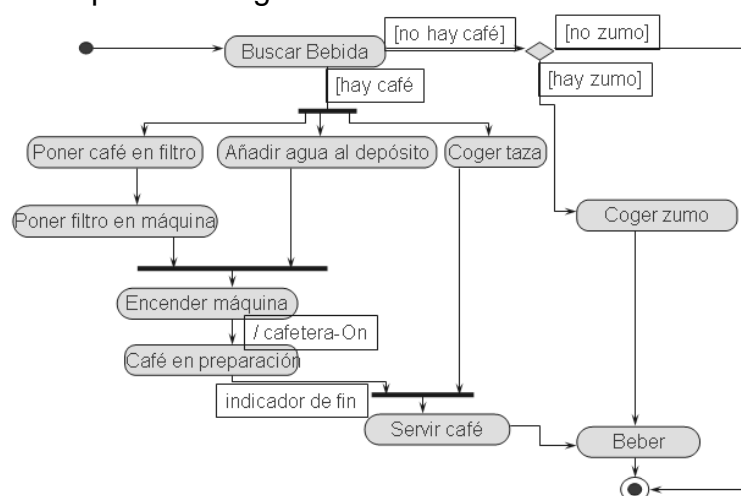 Buscar Bebida
[no hay café]
[no zumo]
[hay café
[hay zumo]
Poner café en filtro
Añadir agua al depósito
Coger taza
Poner filtro en máquina
Coger zumo
Encender máquina
/ cafetera-On
Café en preparación
indicador de fin
Servir café
Beber